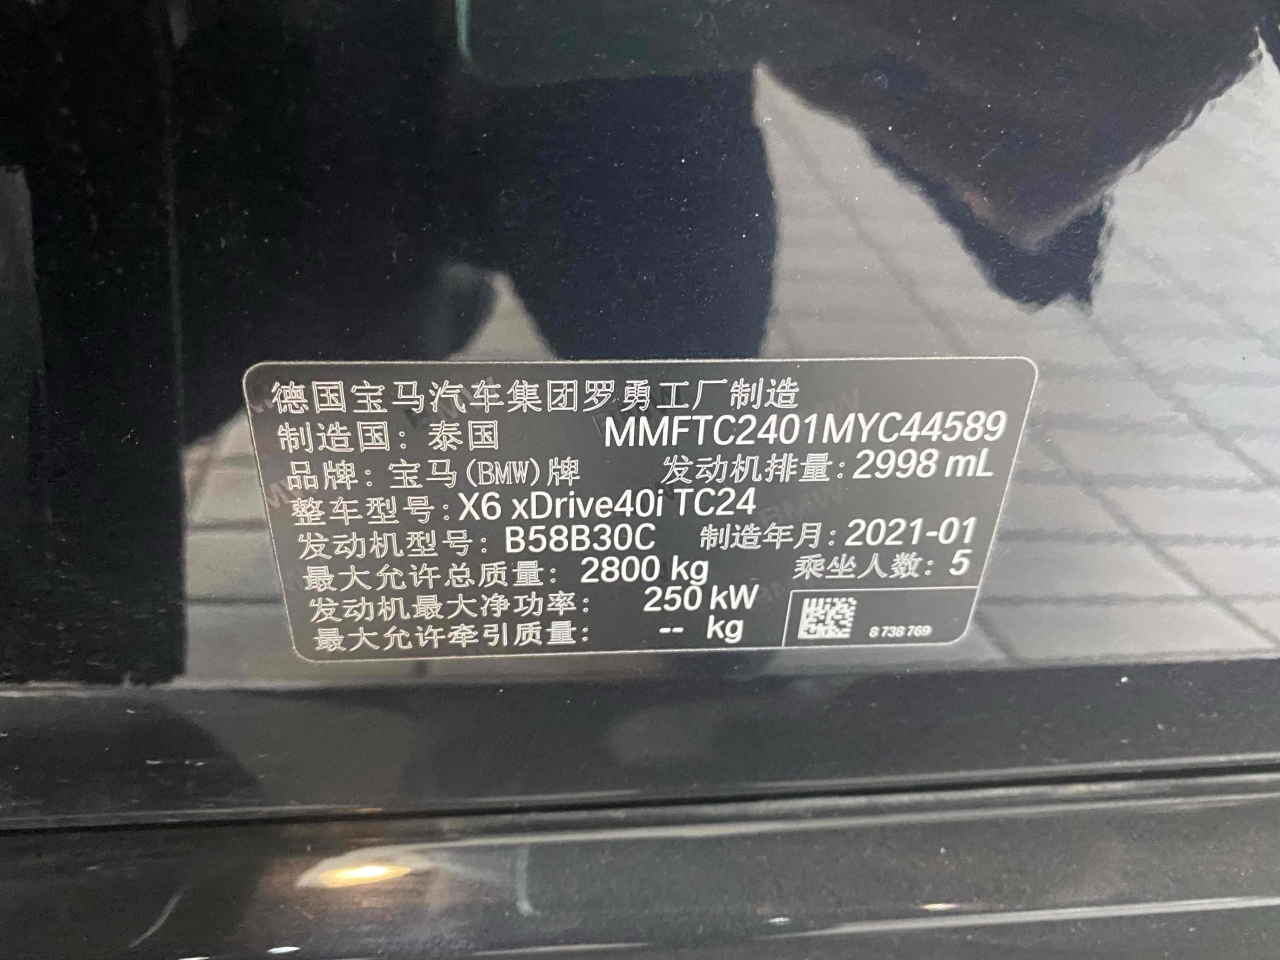 德国宝马汽车集团罗勇工厂制造
制造国：泰国 MMFTC2401MYC44589
品牌：宝马(BMW)牌 发动机排量：2998 mL
整车型号：X6 xDrive40i TC24
发动机型号：B58B30C 制造年月：2021-01
最大允许总质量：2800 kg 乘坐人数：5
发动机最大净功率：250 kW
最大允许牵引质量：-- kg
8 738 769